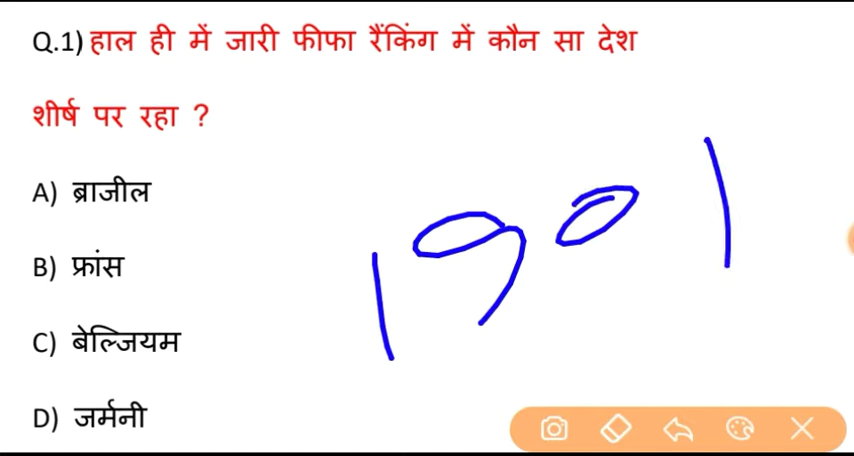 Q.1) हाल ही में जारी फीफा रैंकिंग में कौन सा देश
शीर्ष पर रहा ?
A) ब्राजील
B) फ्रांस
C) बेल्जियम
D) जर्मनी
1901